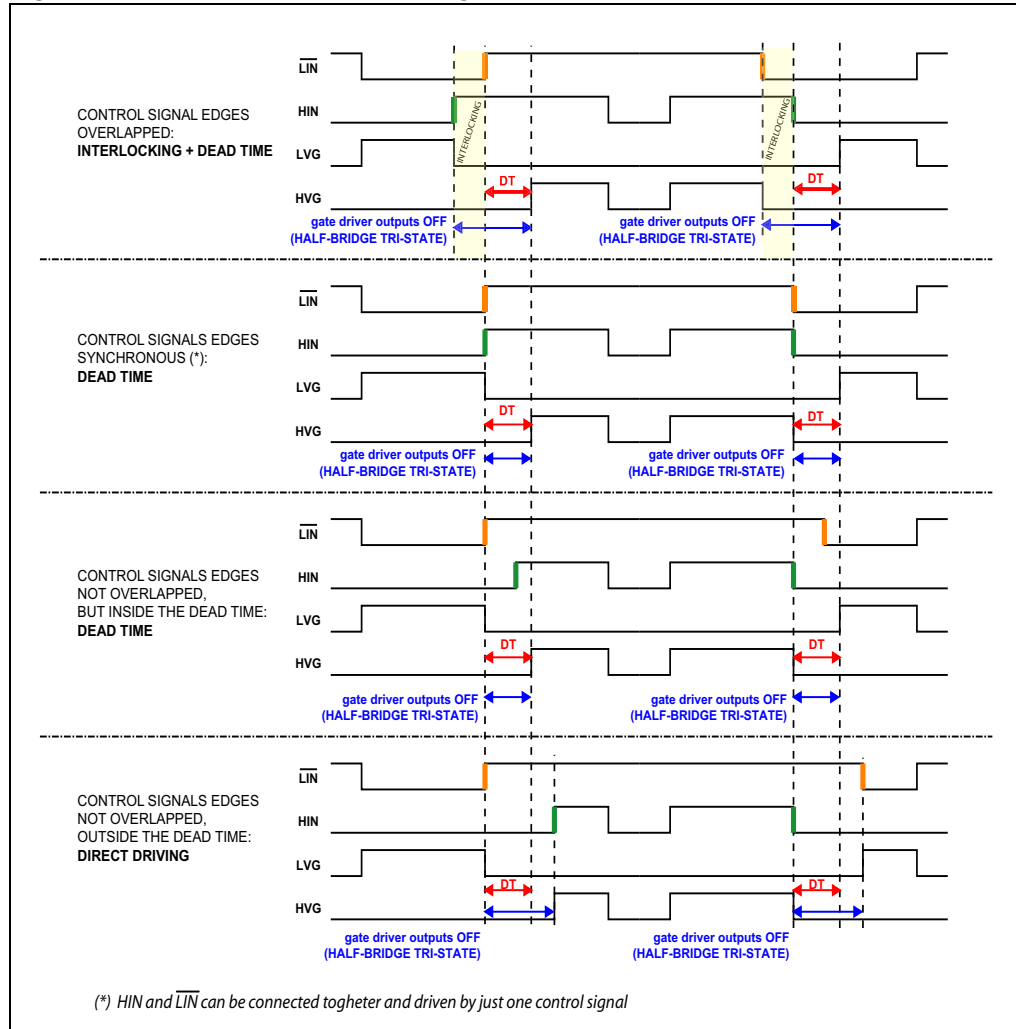 L̅I̅N̅
HIN
LVG
HVG
CONTROL SIGNAL EDGES
OVERLAPPED:
INTERLOCKING + DEAD TIME
INTERLOCKING
INTERLOCKING
DT
DT
gate driver outputs OFF
(HALF-BRIDGE TRI-STATE)
gate driver outputs OFF
(HALF-BRIDGE TRI-STATE)
L̅I̅N̅
HIN
LVG
HVG
CONTROL SIGNALS EDGES
SYNCHRONOUS (*):
DEAD TIME
DT
DT
gate driver outputs OFF
(HALF-BRIDGE TRI-STATE)
gate driver outputs OFF
(HALF-BRIDGE TRI-STATE)
L̅I̅N̅
HIN
LVG
HVG
CONTROL SIGNALS EDGES
NOT OVERLAPPED,
BUT INSIDE THE DEAD TIME:
DEAD TIME
DT
DT
gate driver outputs OFF
(HALF-BRIDGE TRI-STATE)
gate driver outputs OFF
(HALF-BRIDGE TRI-STATE)
L̅I̅N̅
HIN
LVG
HVG
CONTROL SIGNALS EDGES
NOT OVERLAPPED,
OUTSIDE THE DEAD TIME:
DIRECT DRIVING
DT
DT
gate driver outputs OFF
(HALF-BRIDGE TRI-STATE)
gate driver outputs OFF
(HALF-BRIDGE TRI-STATE)
(*) HIN and L̅I̅N̅ can be connected togheter and driven by just one control signal